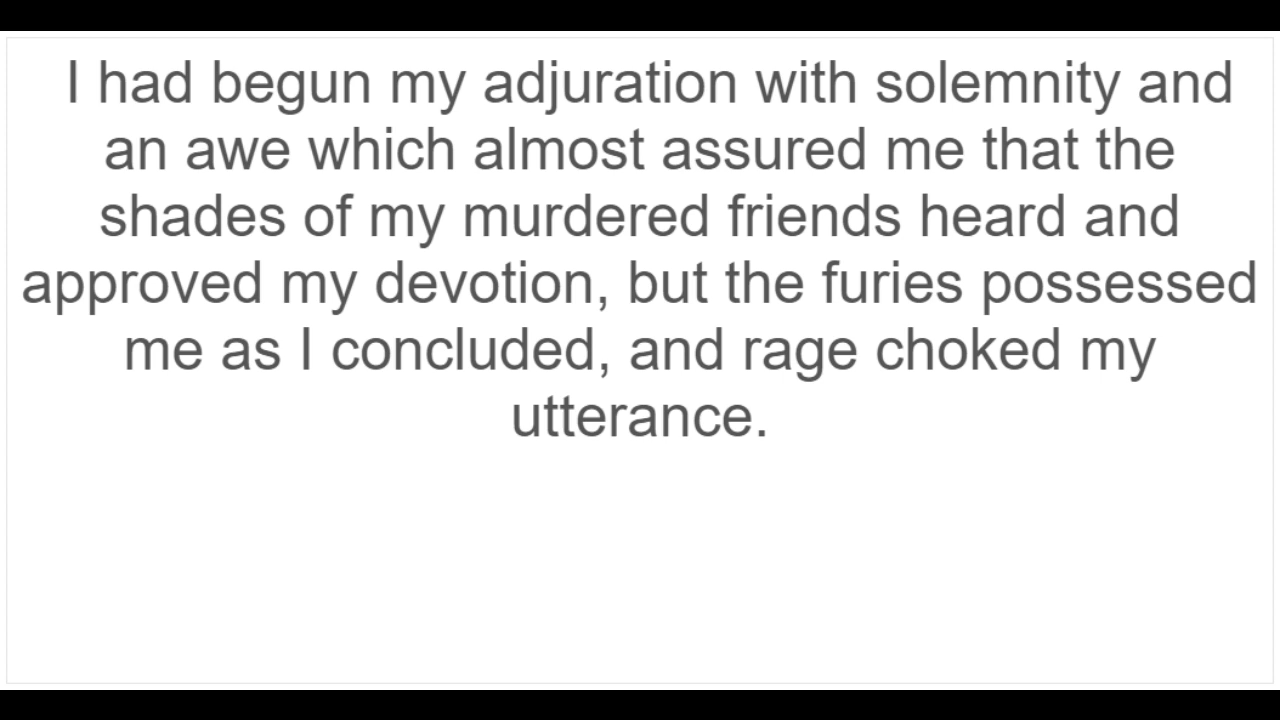 I had begun my adjuration with solemnity and
an awe which almost assured me that the
shades of my murdered friends heard and
approved my devotion, but the furies possessed
me as I concluded, and rage choked my
utterance.